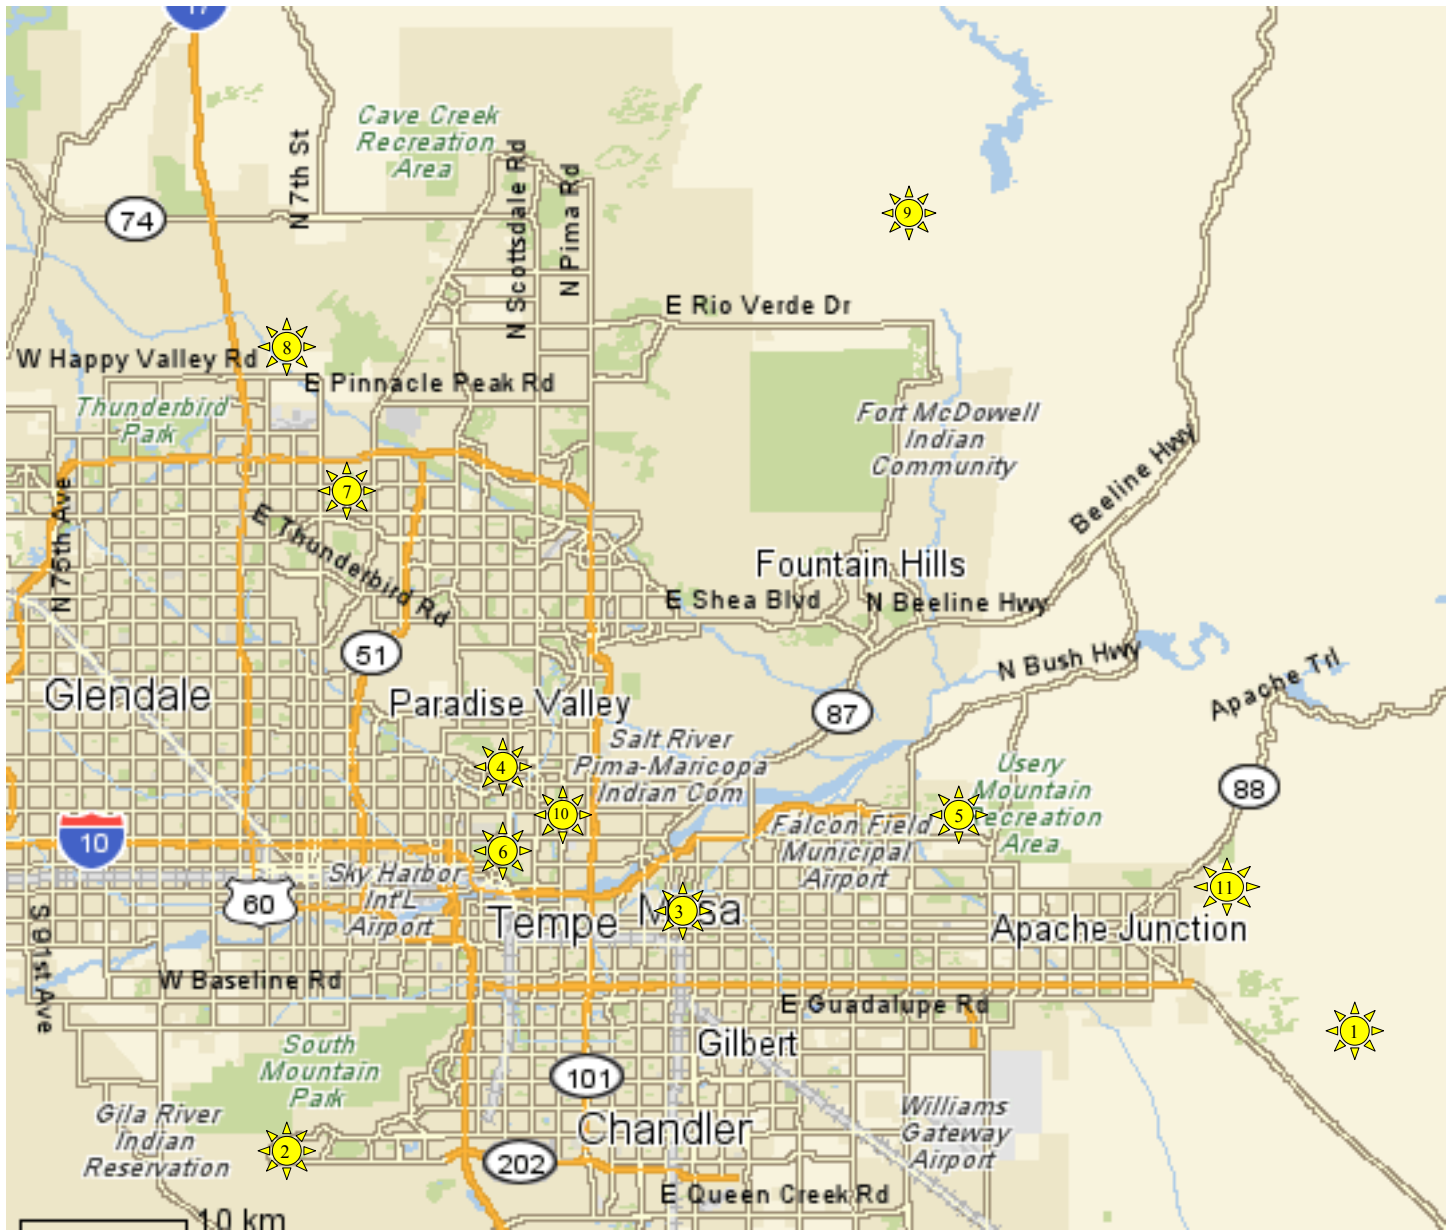 17
Cave Creek
Recreation
Area
N 7th St
N Scottsdale Rd
N Pima Rd
74
9
E Rio Verde Dr
8
W Happy Valley Rd
E Pinnacle Peak Rd
Thunderbird
Park
Fort McDowell
Indian
Community
Beeline Hwy
7
N 75th Ave
E Thunderbird Rd
Fountain Hills
E Shea Blvd
N Beeline Hwy
51
N Bush Hwy
Apache Trl
Glendale
Paradise Valley
87
Salt River
Pima-Maricopa
Indian Com
4
Usery
Mountain
Recreation
Area
88
10
5
10
6
Falcon Field
Municipal
Airport
Sky Harbor
Int'L
Airport
60
11
3
Mesa
Tempe
Apache Junction
S 91st Ave
W Baseline Rd
E Guadalupe Rd
1
South
Mountain
Park
Gilbert
101
Gila River
Indian
Reservation
2
Chandler
Williams
Gateway
Airport
202
E Queen Creek Rd
10 km